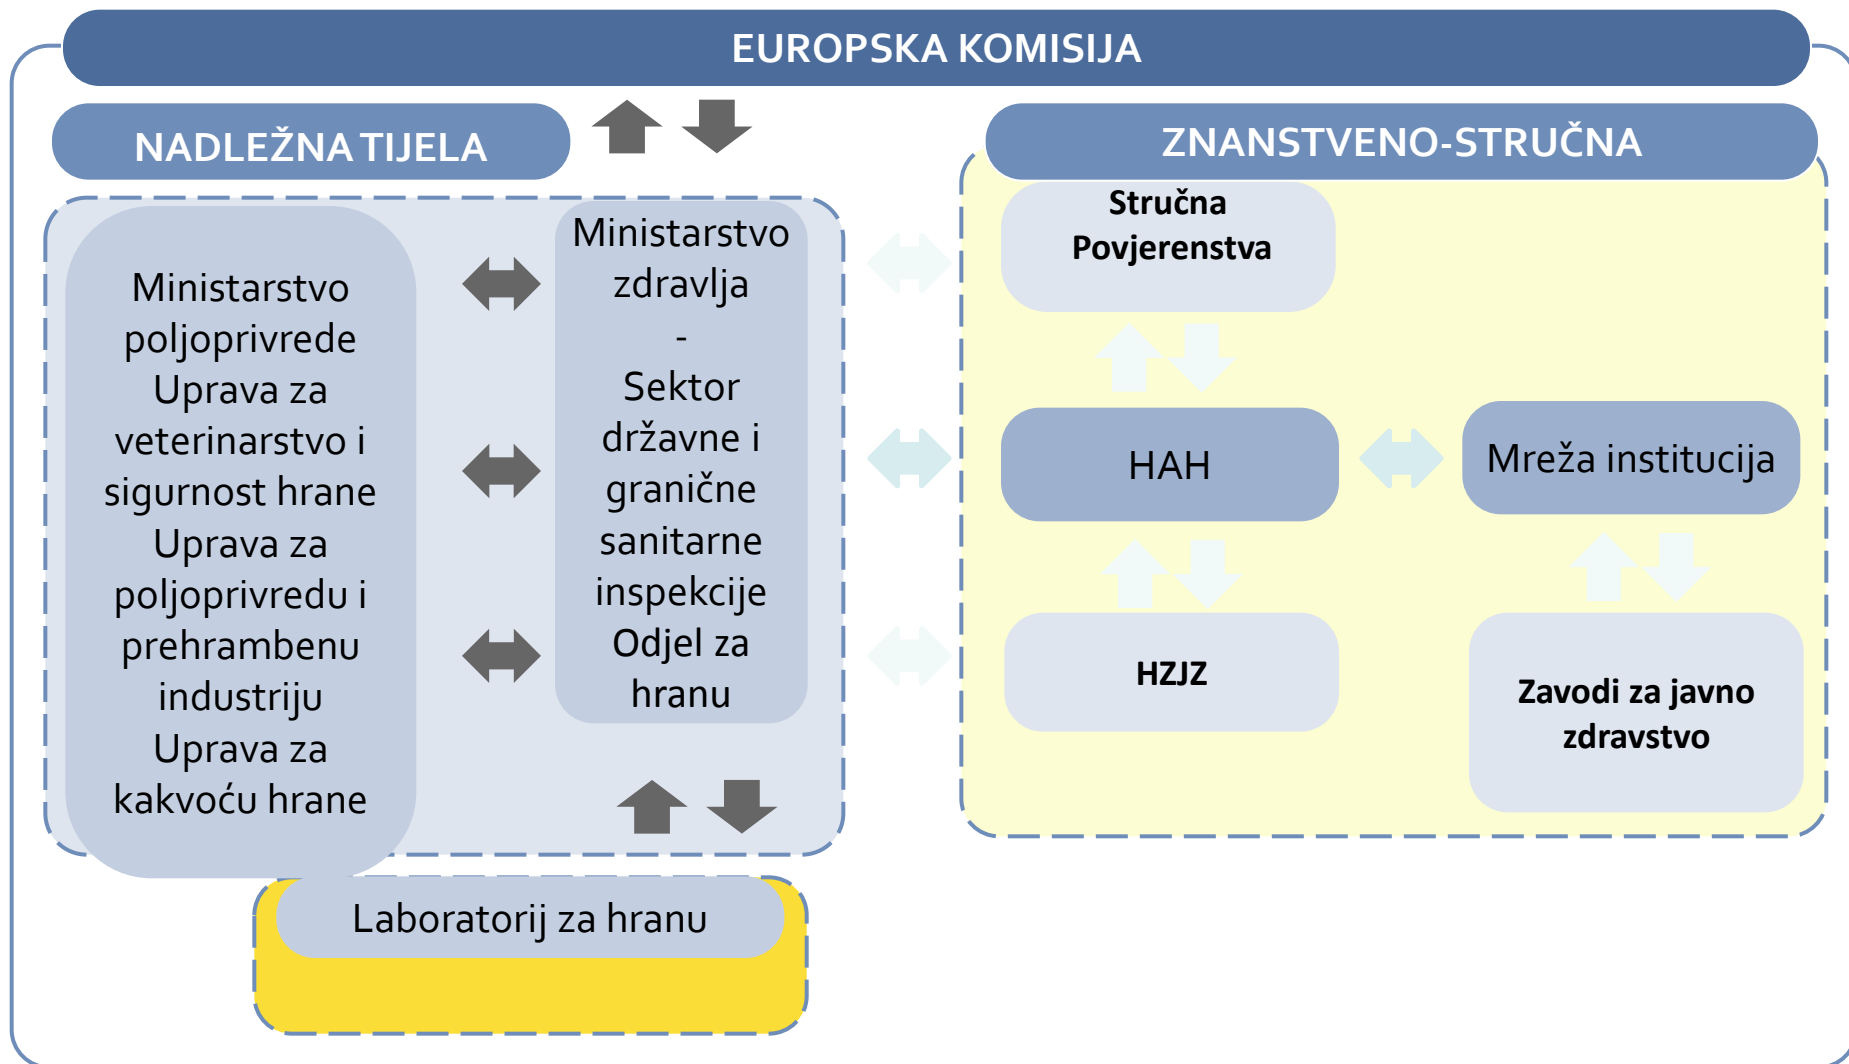 EUROPSKA KOMISIJA
NADLEŽNA TIJELA
Ministarstvo
poljoprivrede
Uprava za
veterinarstvo i
sigurnost hrane
Uprava za
poljoprivredu i
prehrambenu
industriju
Uprava za
kakvoću hrane
Ministarstvo
zdravlja
-
Sektor
državne i
granične
sanitarne
inspekcije
Odjel za
hranu
Laboratorij za hranu
ZNANSTVENO-STRUČNA
Stručna
Povjerenstva
HAH
Mreža institucija
HZJZ
Zavodi za javno
zdravstvo